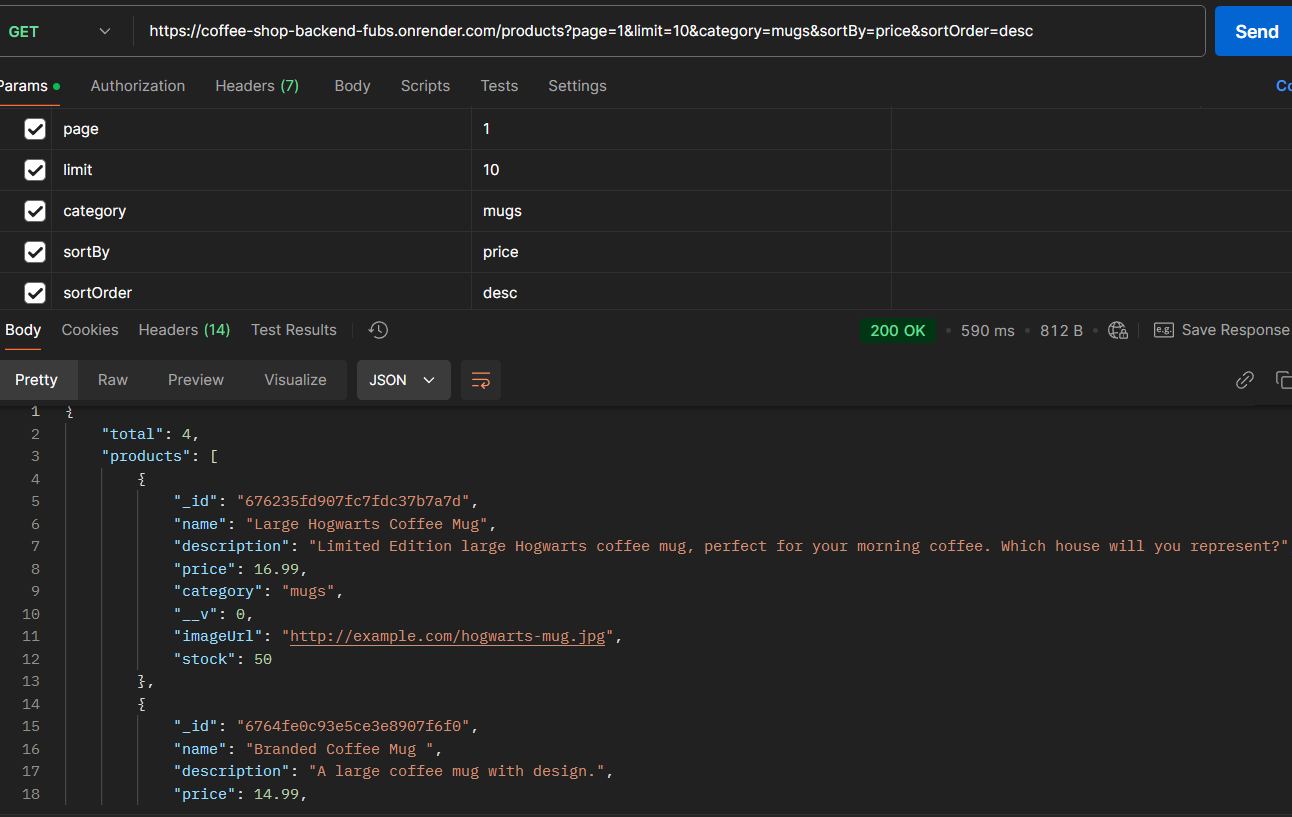 GET https://coffee-shop-backend-fubs.onrender.com/products?page=1&limit=10&category=mugs&sortBy=price&sortOrder=desc Send
Params Authorization Headers (7) Body Scripts Tests Settings Co
page 1
limit 10
category mugs
sortBy price
sortOrder desc
Body Cookies Headers (14) Test Results 200 OK 590 ms 812 B e.g. Save Response
Pretty Raw Preview Visualize JSON
1 {
2 "total": 4,
3 "products": [
4 {
5 "_id": "676235fd907fc7fdc37b7a7d",
6 "name": "Large Hogwarts Coffee Mug",
7 "description": "Limited Edition large Hogwarts coffee mug, perfect for your morning coffee. Which house will you represent?"
8 "price": 16.99,
9 "category": "mugs",
10 "__v": 0,
11 "imageUrl": "http://example.com/hogwarts-mug.jpg",
12 "stock": 50
13 },
14 {
15 "_id": "6764fe0c93e5ce3e8907f6f0",
16 "name": "Branded Coffee Mug ",
17 "description": "A large coffee mug with design.",
18 "price": 14.99,